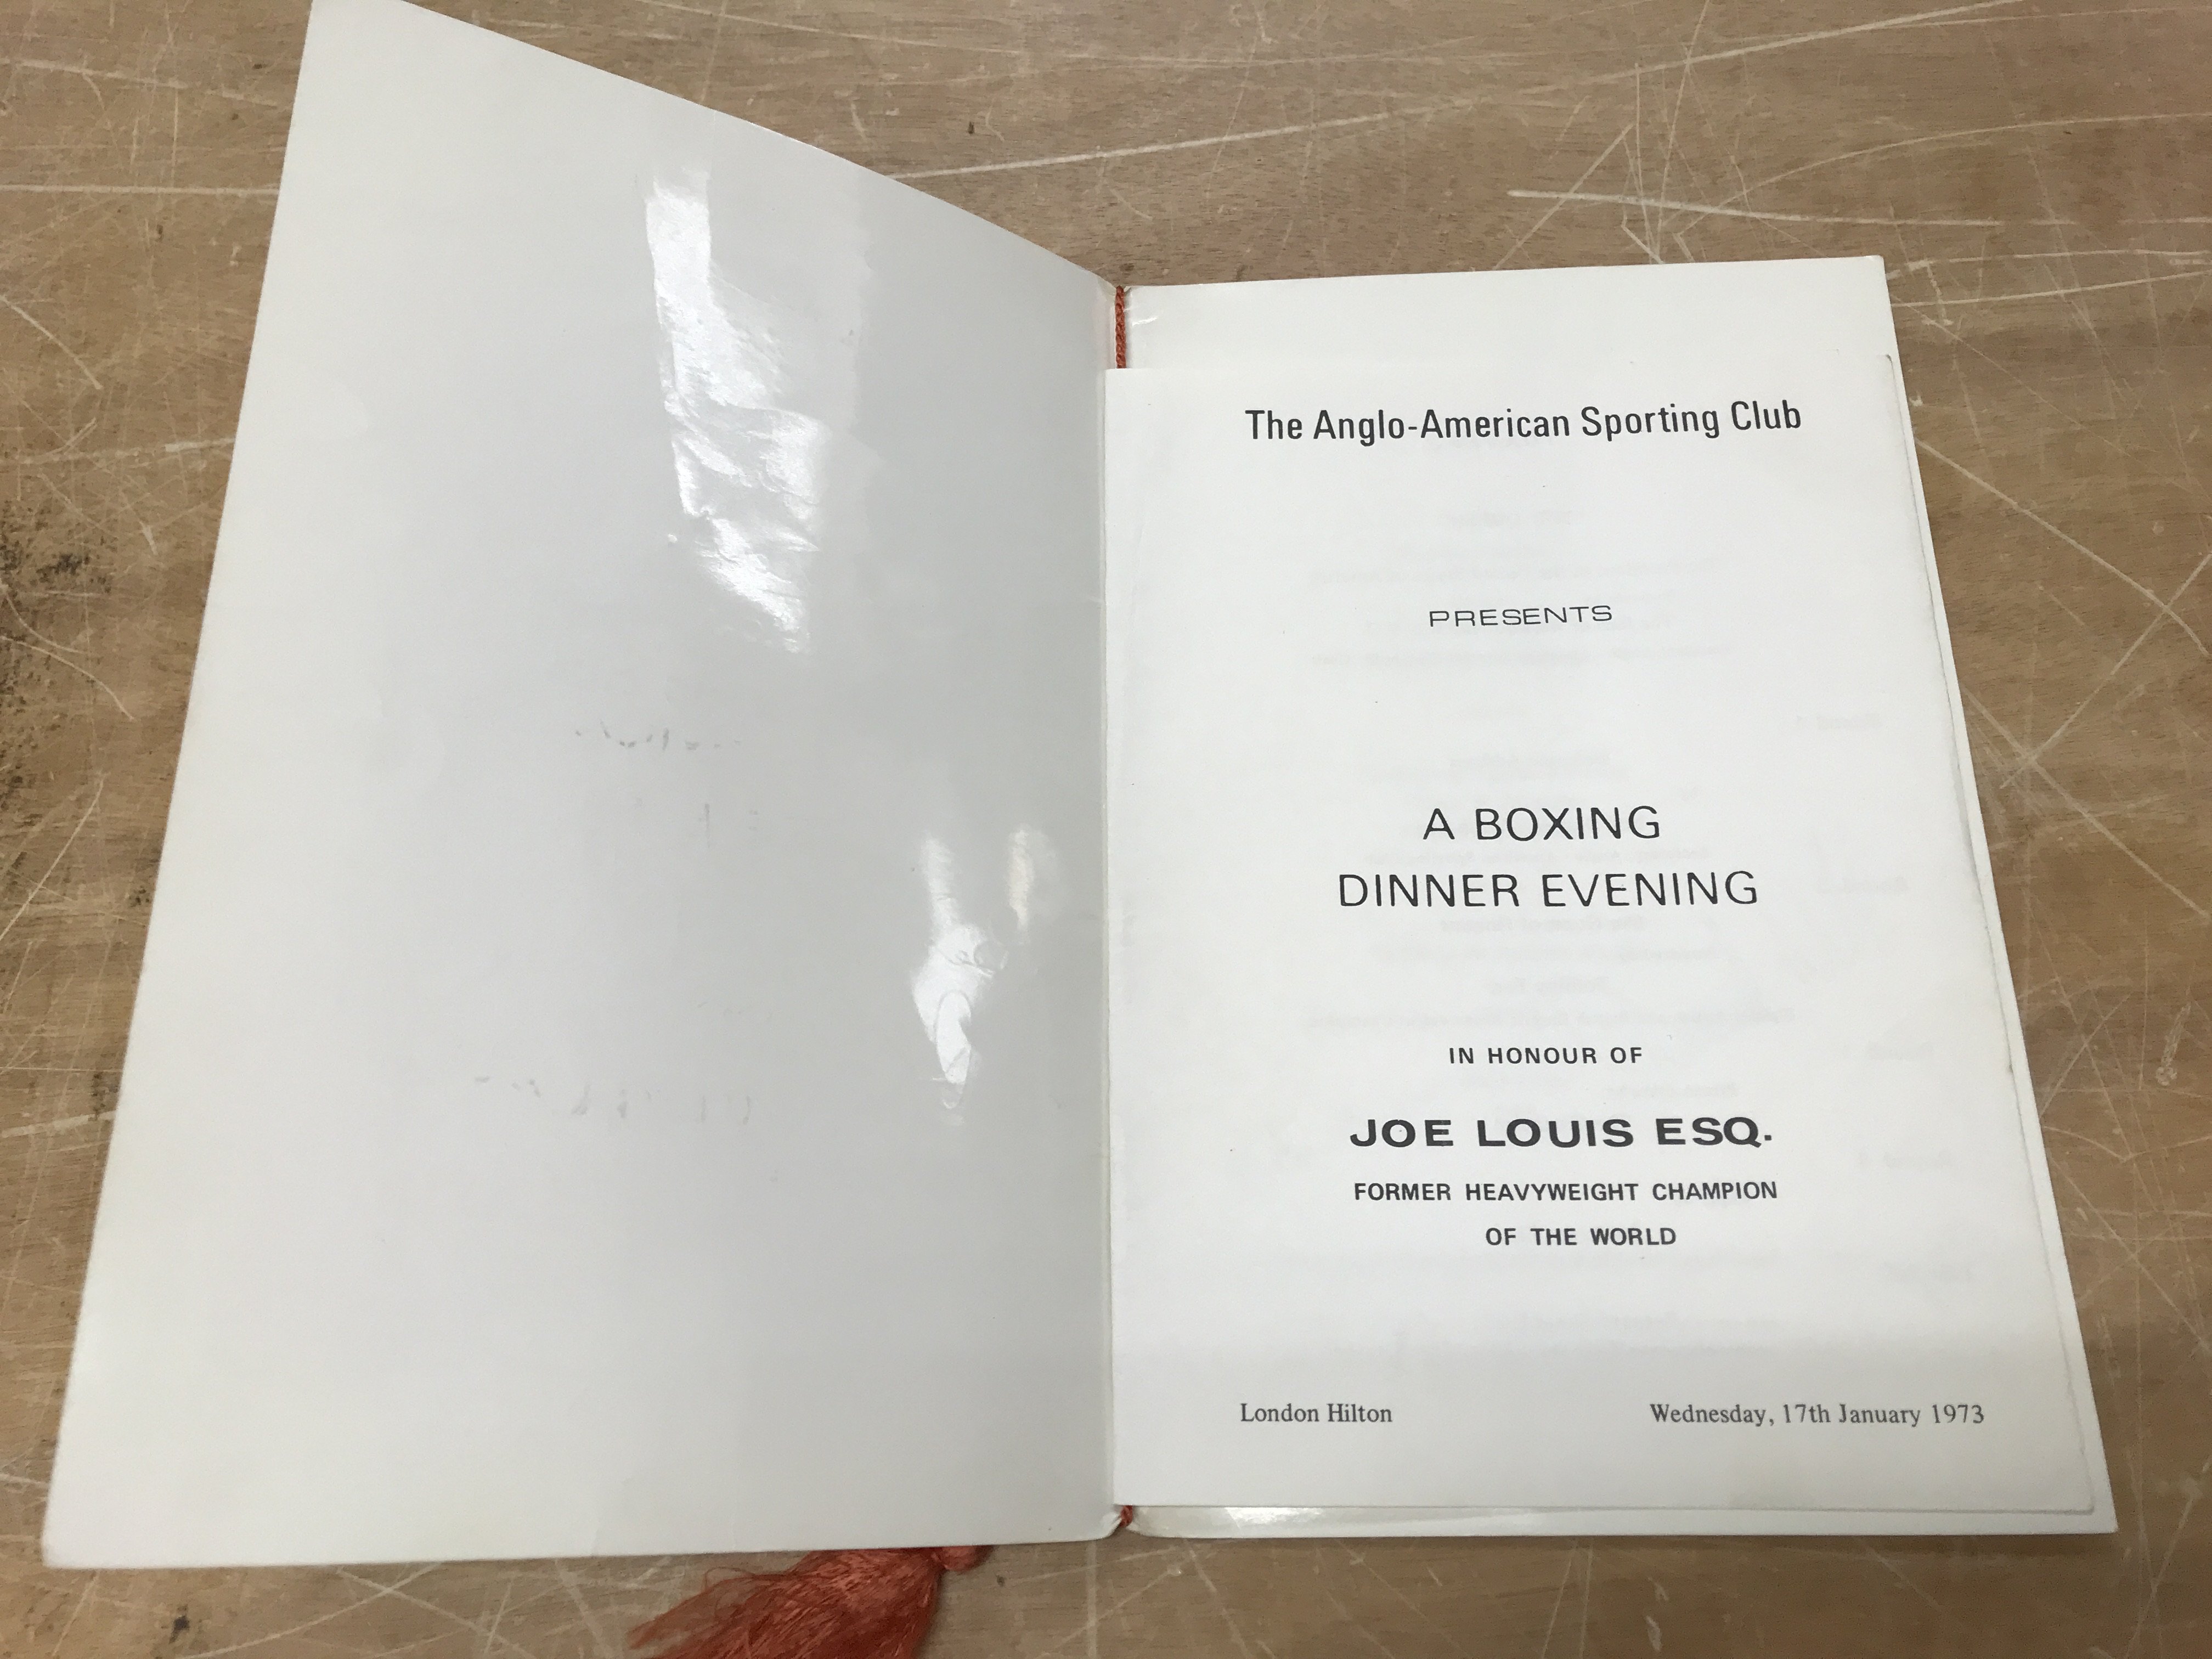 The Anglo-American Sporting Club
PRESENTS
A BOXING
DINNER EVENING
IN HONOUR OF
JOE LOUIS ESQ.
FORMER HEAVYWEIGHT CHAMPION
OF THE WORLD
London Hilton
Wednesday, 17th January 1973